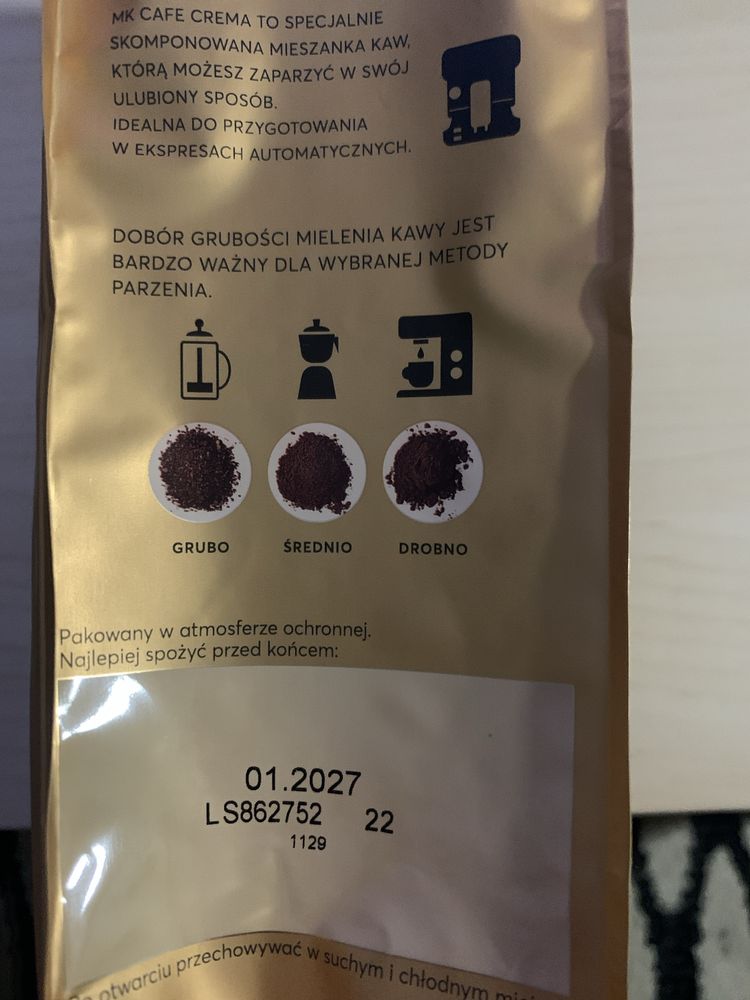 MK CAFE CREMA TO SPECJALNIE
SKOMPONOWANA MIESZANKA KAW,
KTÓRĄ MOŻESZ ZAPARZYĆ W SWÓJ
ULUBIONY SPOSÓB.
IDEALNA DO PRZYGOTOWANIA
W EKSPRESACH AUTOMATYCZNYCH.
DOBÓR GRUBOŚCI MIELENIA KAWY JEST
BARDZO WAŻNY DLA WYBRANEJ METODY
PARZENIA.
GRUBO ŚREDNIO DROBNO
Pakowany w atmosferze ochronnej.
Najlepiej spożyć przed końcem:
01.2027
LS862752 22
1129
otwarciu przechowywać w suchym i chłodnym